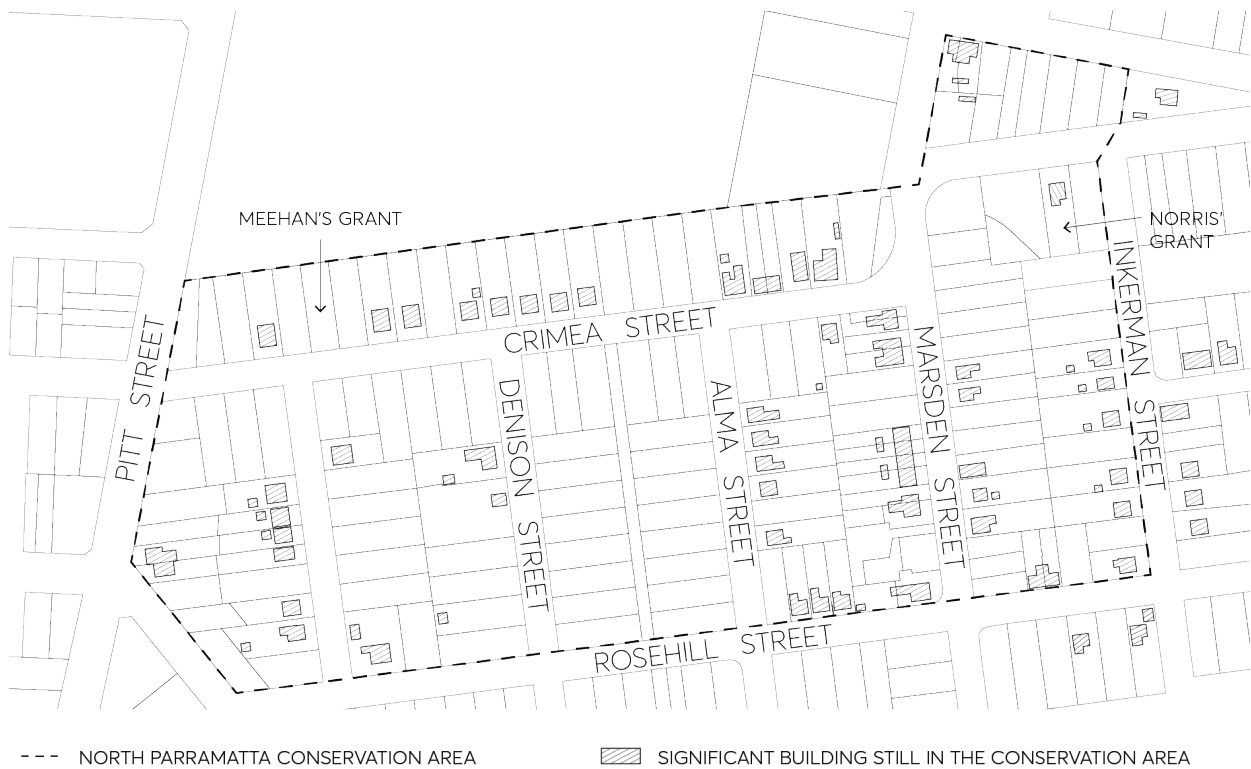 MEEHAN'S GRANT
NORRIS'
GRANT
PITT STREET
CRIMEA STREET
DENISON STREET
ALMA STREET
MARSDEN STREET
INKERMAN STREET
ROSEHILL STREET
NORTH PARRAMATTA CONSERVATION AREA
SIGNIFICANT BUILDING STILL IN THE CONSERVATION AREA